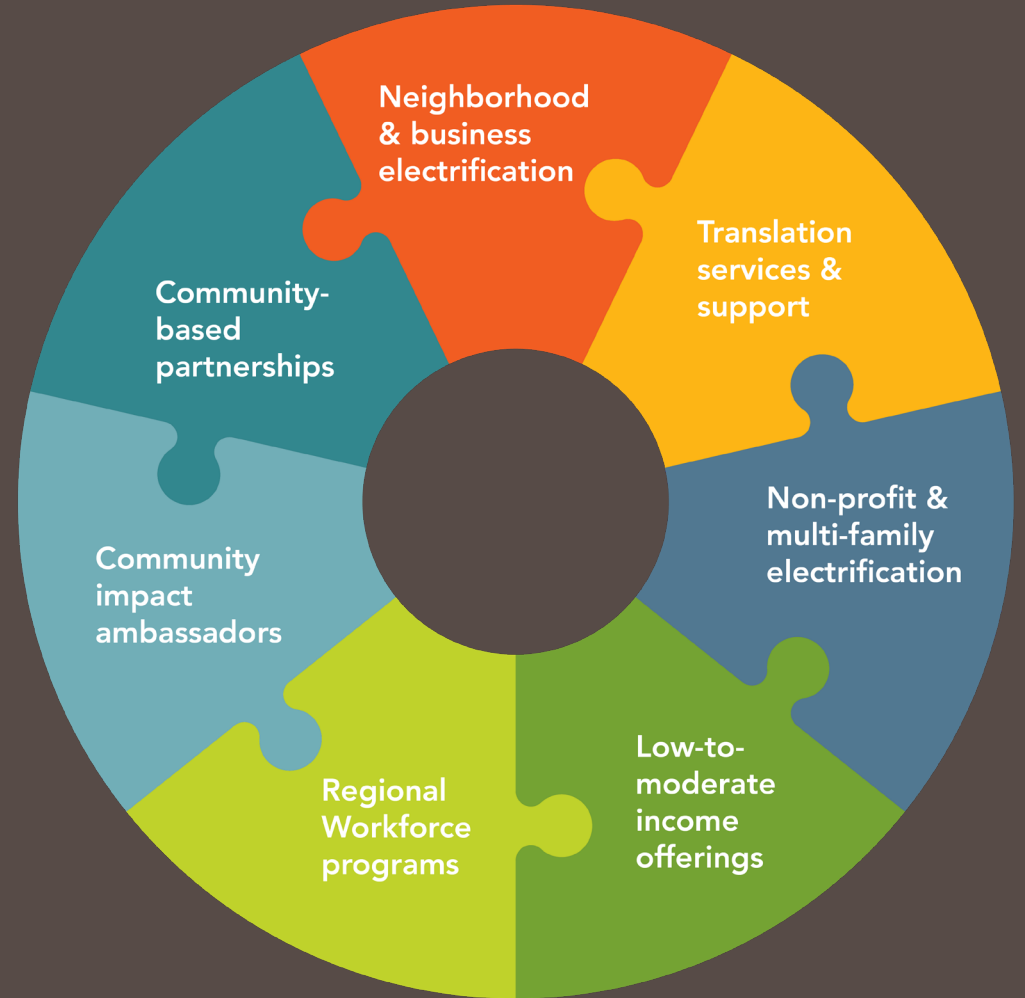 Neighborhood
& business
electrification
Translation
services &
support
Non-profit &
multi-family
electrification
Low-to-
moderate
income
offerings
Regional
Workforce
programs
Community
impact
ambassadors
Community-
based
partnerships